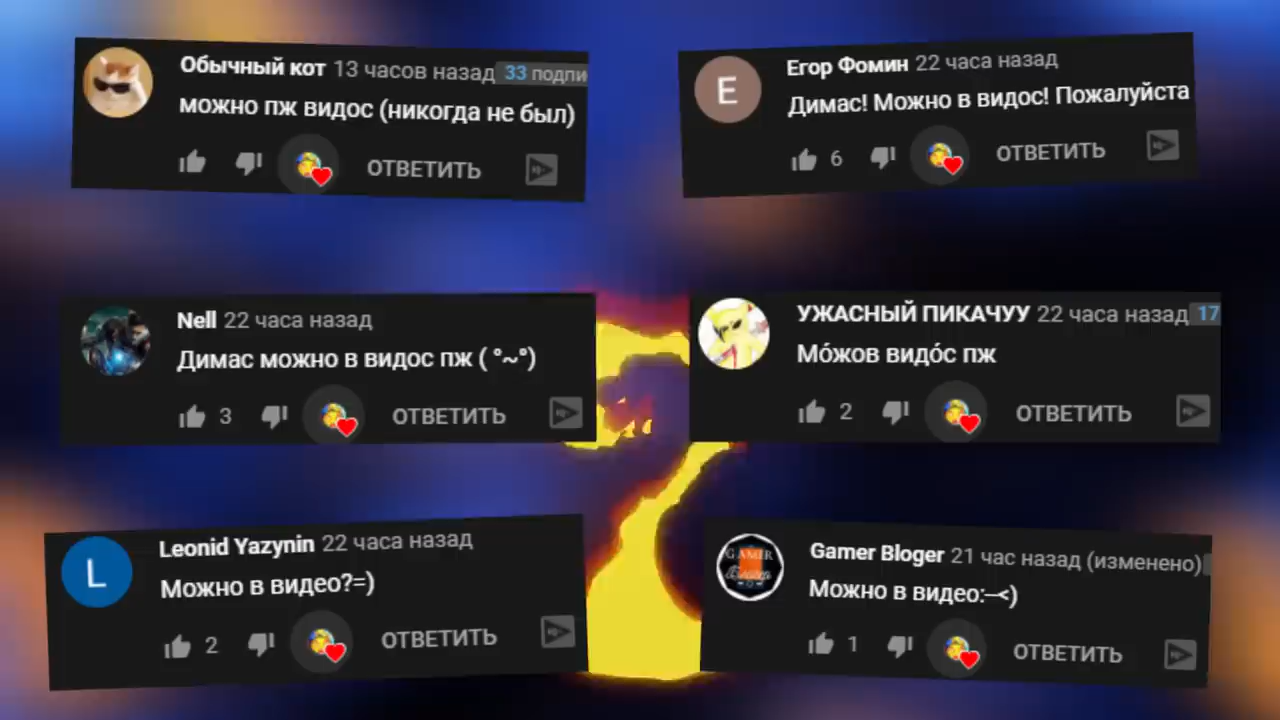 Обычный кот 13 часов назад 33 подпи
можно пж видос (никогда не был)
ОТВЕТИТЬ
Егор Фомин 22 часа назад
Е
Димас! Можно в видос! Пожалуйста
6 ОТВЕТИТЬ
Nell 22 часа назад
Димас можно в видос пж ( °~°)
3 ОТВЕТИТЬ
УЖАСНЫЙ ПИКАЧУУ 22 часа назад 17
Мо́жов видо́с пж
2 ОТВЕТИТЬ
Leonid Yazynin 22 часа назад
L
Можно в видео?=)
2 ОТВЕТИТЬ
Gamer Bloger 21 час назад (изменено)
GAMER
Можно в видео:–<)
1 ОТВЕТИТЬ